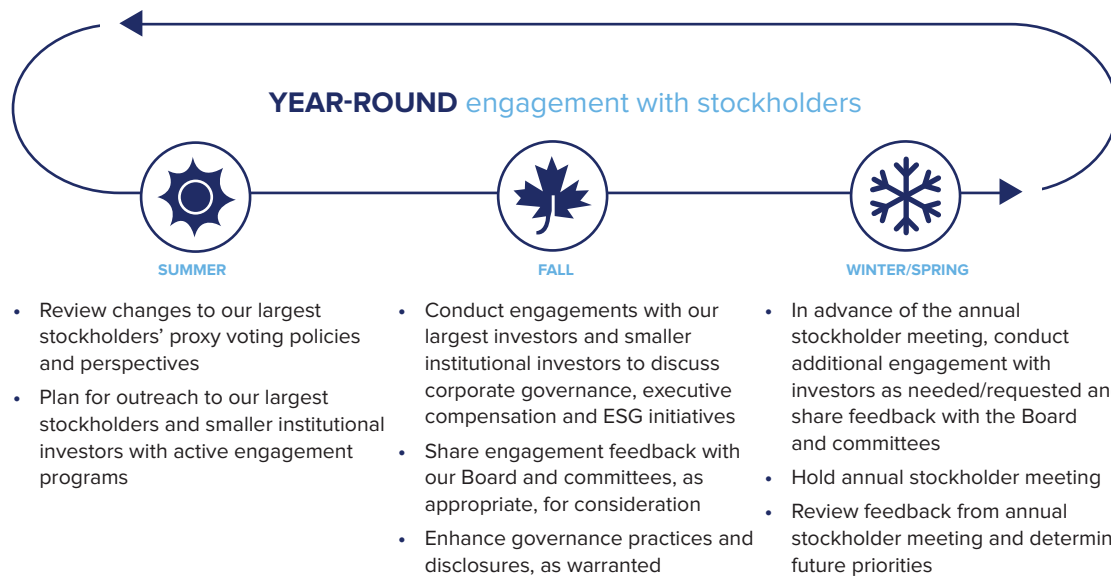 YEAR-ROUND engagement with stockholders
SUMMER
• Review changes to our largest
stockholders’ proxy voting policies
and perspectives
• Plan for outreach to our largest
stockholders and smaller institutional
investors with active engagement
programs
FALL
• Conduct engagements with our
largest investors and smaller
institutional investors to discuss
corporate governance, executive
compensation and ESG initiatives
• Share engagement feedback with
our Board and committees, as
appropriate, for consideration
• Enhance governance practices and
disclosures, as warranted
WINTER/SPRING
• In advance of the annual
stockholder meeting, conduct
additional engagement with
investors as needed/requested an
share feedback with the Board
and committees
• Hold annual stockholder meeting
• Review feedback from annual
stockholder meeting and determin
future priorities